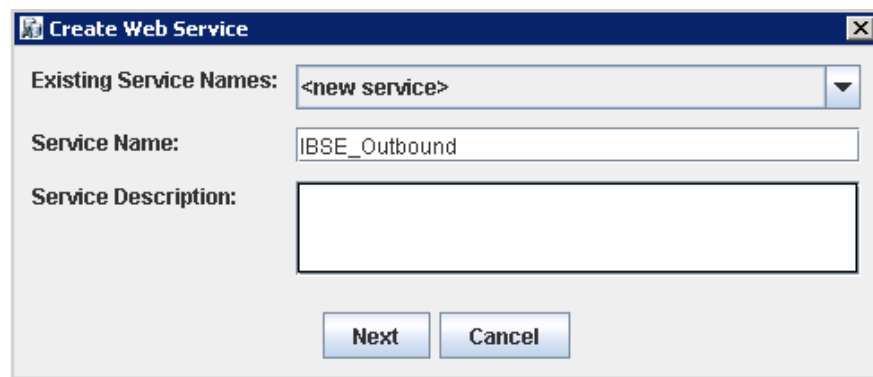 Create Web Service
Existing Service Names: <new service>
Service Name: IBSE_Outbound
Service Description:
Next Cancel